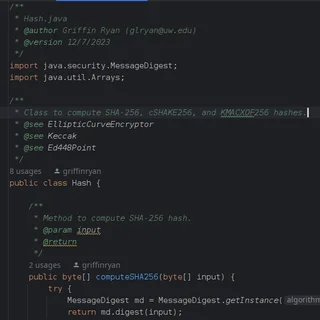 /**
 * Hash.java
 * @author Griffin Ryan (glryan@uw.edu)
 * @version 12/7/2023
 */
import java.security.MessageDigest;
import java.util.Arrays;
/**
 * Class to compute SHA-256, cSHAKE256, and KMACXOF256 hashes.
 * @see EllipticCurveEncryptor
 * @see Keccak
 * @see Ed448Point
 */
8 usages griffinryan
public class Hash {
/**
 * Method to compute SHA-256 hash.
 * @param input
 * @return
 */
2 usages griffinryan
public byte[] computeSHA256(byte[] input) {
try {
MessageDigest md = MessageDigest.getInstance( algorithm
return md.digest(input);